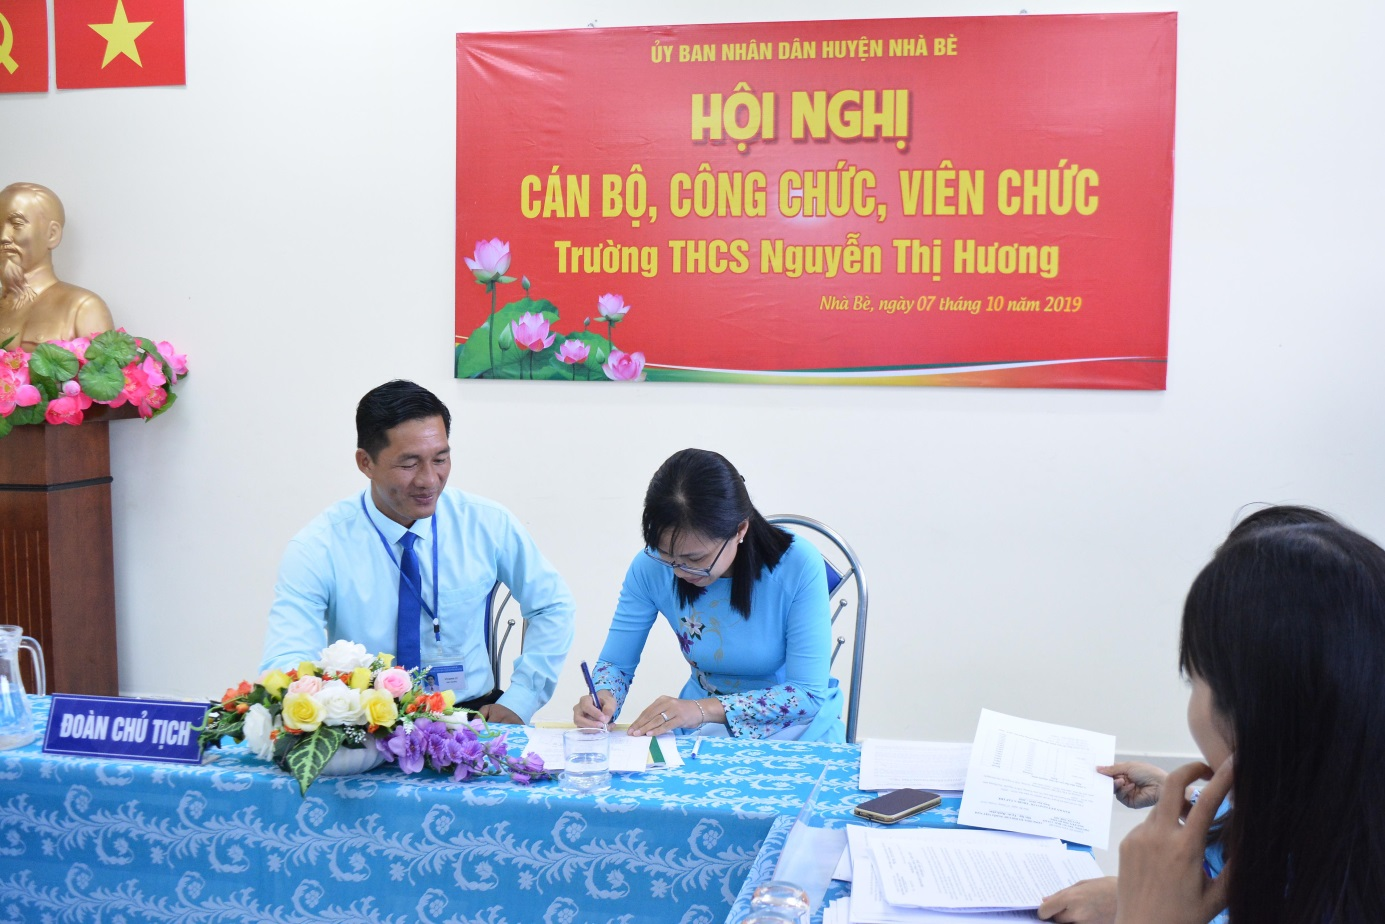 ỦY BAN NHÂN DÂN HUYỆN NHÀ BÈ
HỘI NGHỊ
CÁN BỘ, CÔNG CHỨC, VIÊN CHỨC
Trường THCS Nguyễn Thị Hương
Nhà Bè, ngày 07 tháng 10 năm 2019
ĐOÀN CHỦ TỊCH